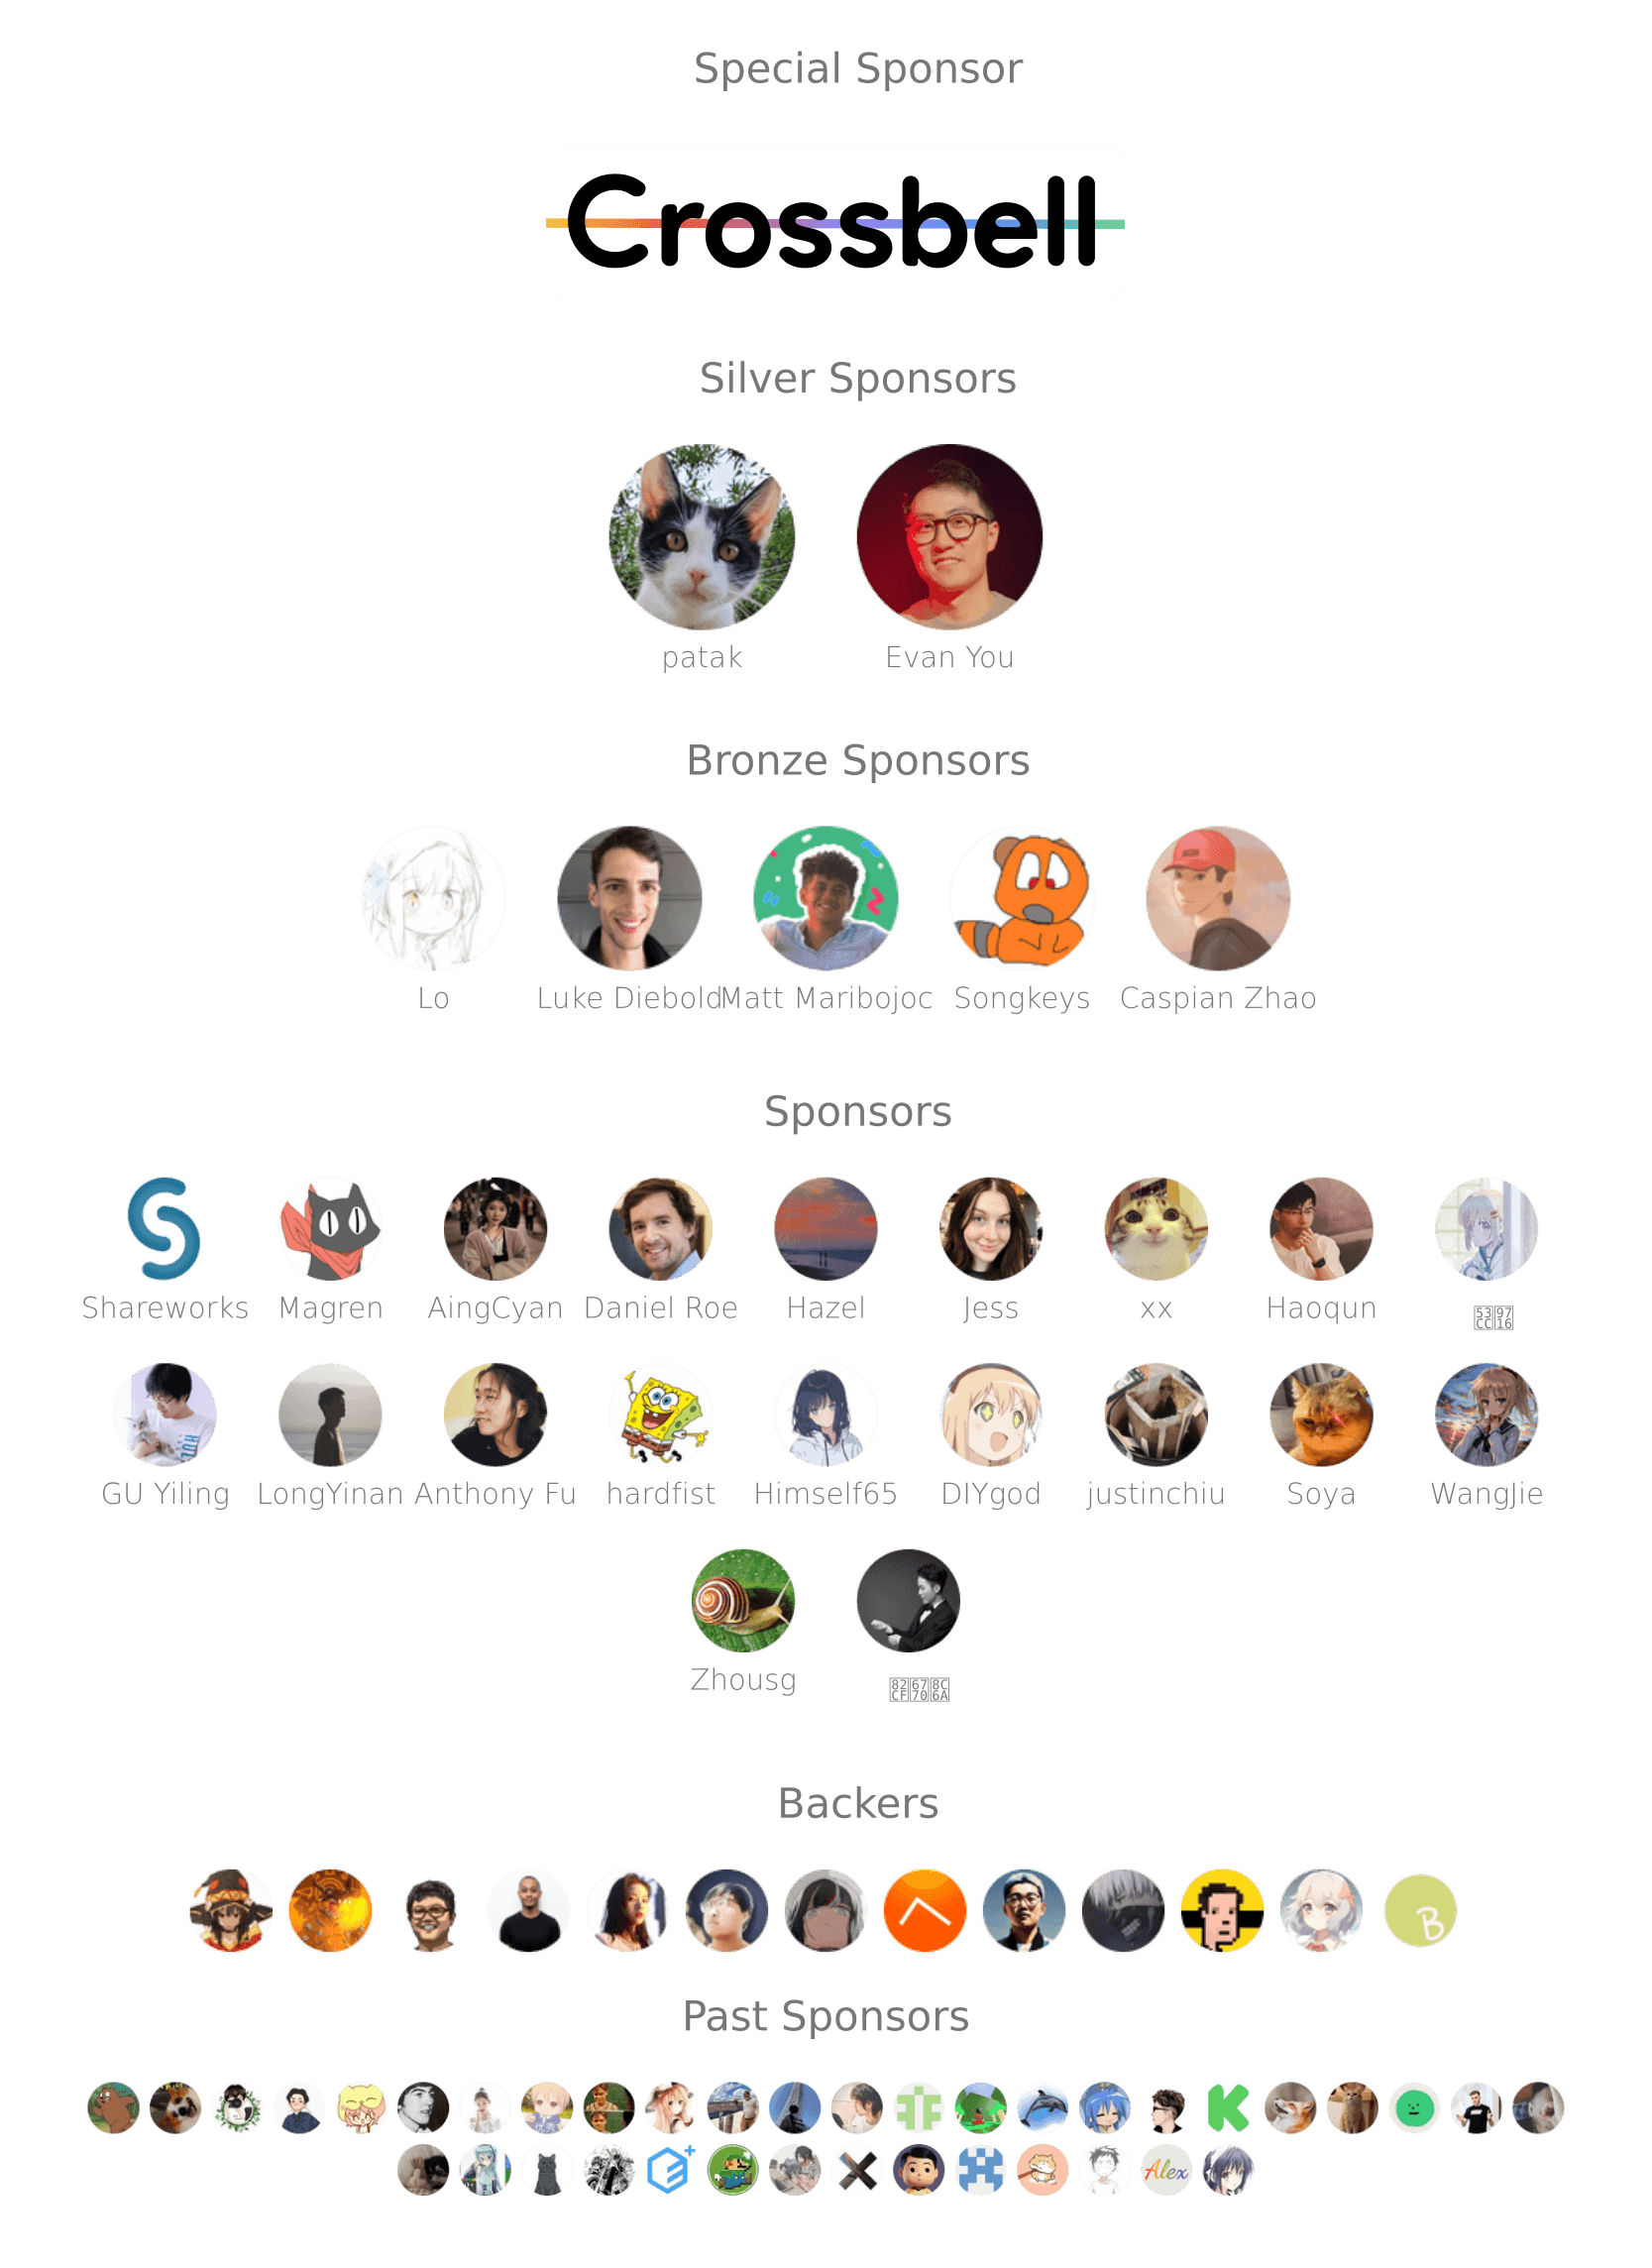 Special Sponsor
Crossbell
Silver Sponsors
patak Evan You
Bronze Sponsors
Lo Luke Diebold Matt Maribojoc Songkeys Caspian Zhao
Sponsors
Shareworks Magren AingCyan Daniel Roe Hazel Jess xx Haoqun
GU Yiling LongYinan Anthony Fu hardfist Himself65 DIYgod justinchiu Soya WangJie
Zhousg
Backers
B
Past Sponsors
Alex